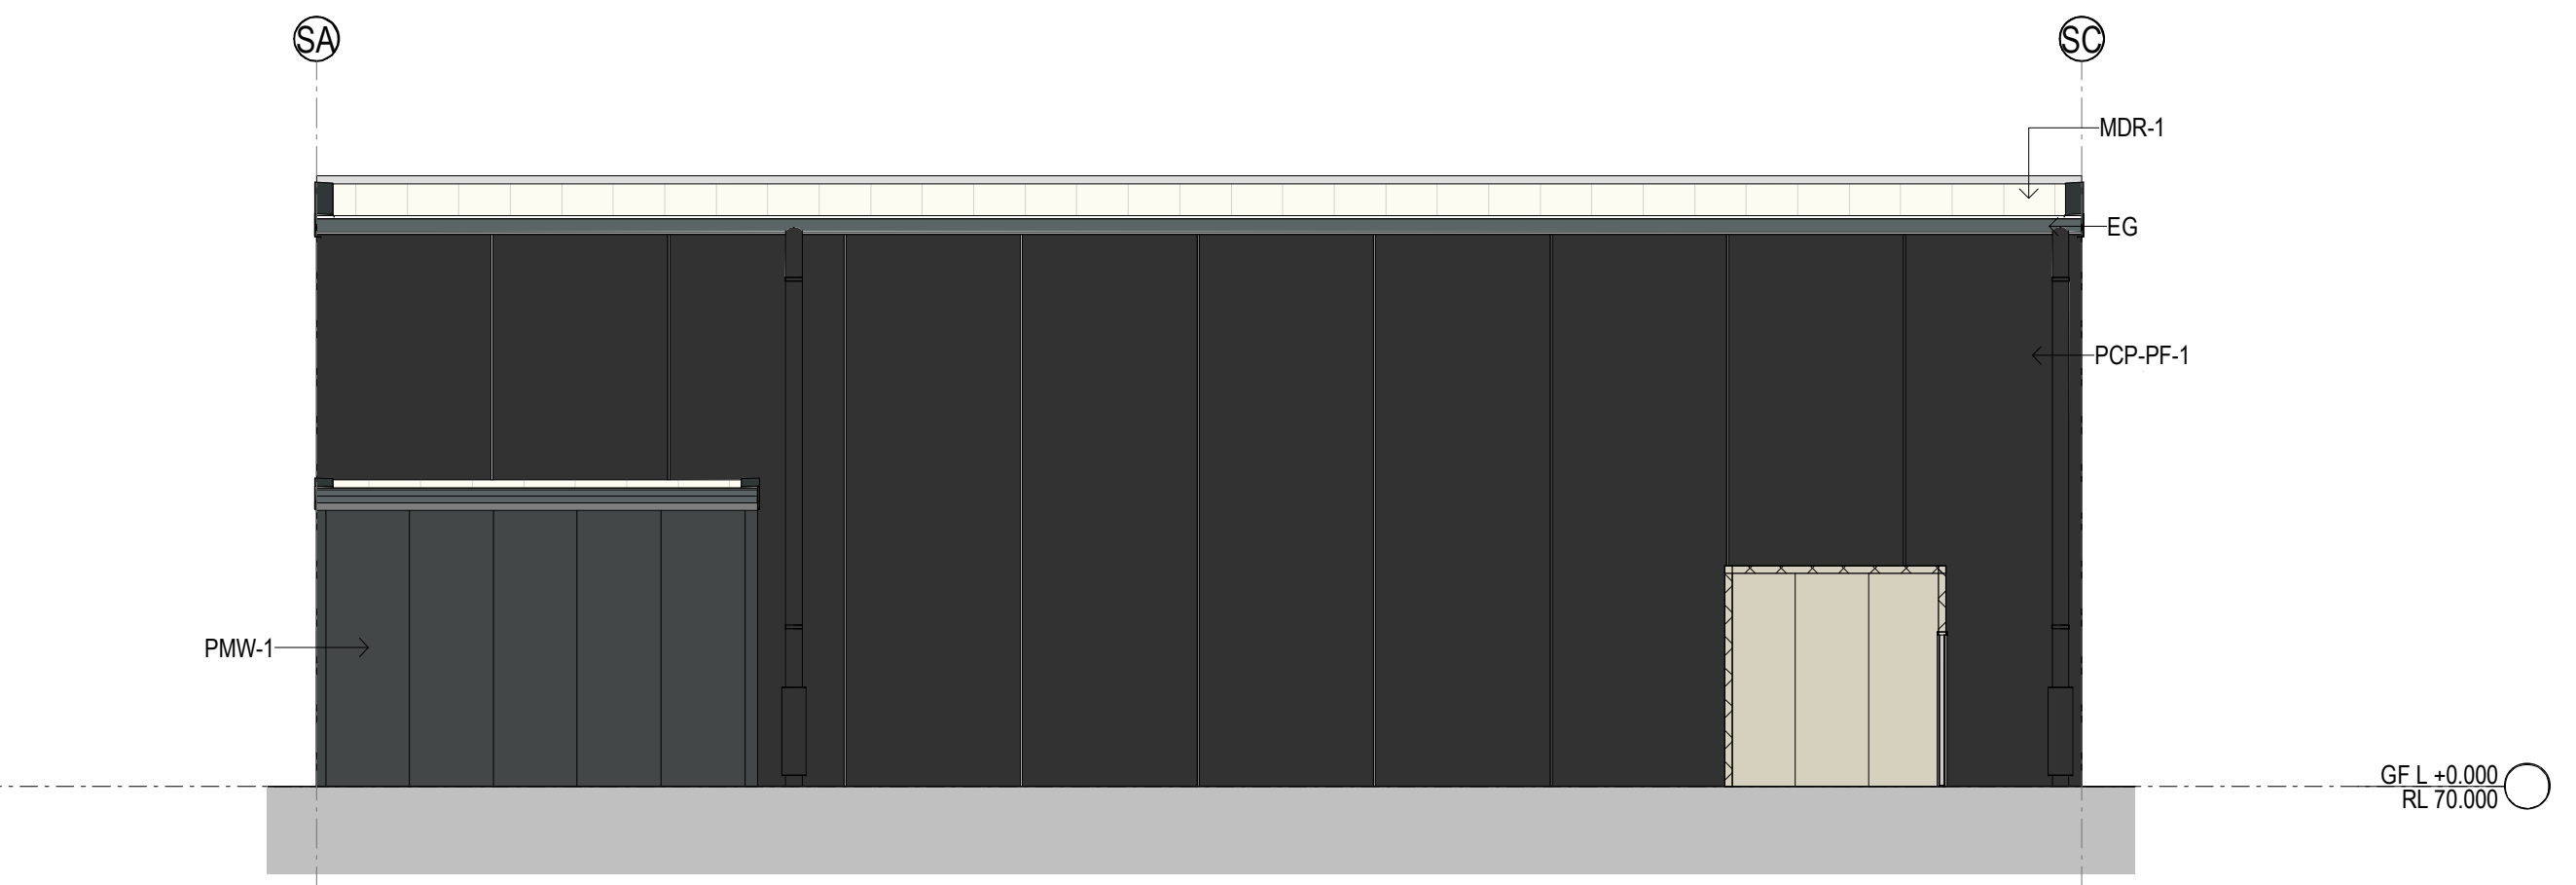 SA
SC
MDR-1
EG
PCP-PF-1
PMW-1
GF L +0.000
RL 70.000